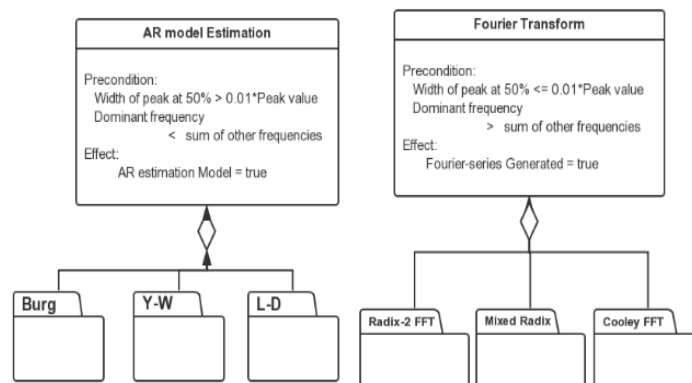 AR model Estimation
Precondition:
Width of peak at 50% > 0.01*Peak value
Dominant frequency
< sum of other frequencies
Effect:
AR estimation Model = true
Burg
Y-W
L-D
Fourier Transform
Precondition:
Width of peak at 50% <= 0.01*Peak value
Dominant frequency
> sum of other frequencies
Effect:
Fourier-series Generated = true
Radix-2 FFT
Mixed Radix
Cooley FFT